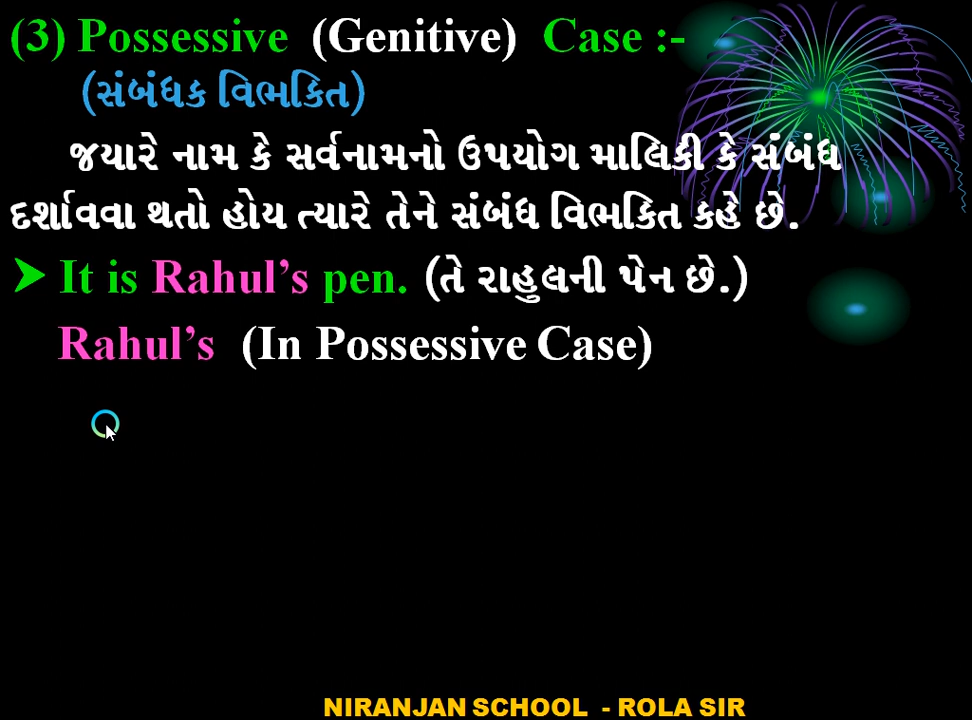 (3) Possessive (Genitive) Case :-
(સંબંધક વિભકિત)
જયારે નામ કે સર્વનામનો ઉપયોગ માલિકી કે સંબંધ
દર્શાવવા થતો હોય ત્યારે તેને સંબંધ વિભકિત કહે છે.
➤ It is Rahul’s pen. (તે રાહુલની પેન છે.)
Rahul’s (In Possessive Case)
NIRANJAN SCHOOL - ROLA SIR